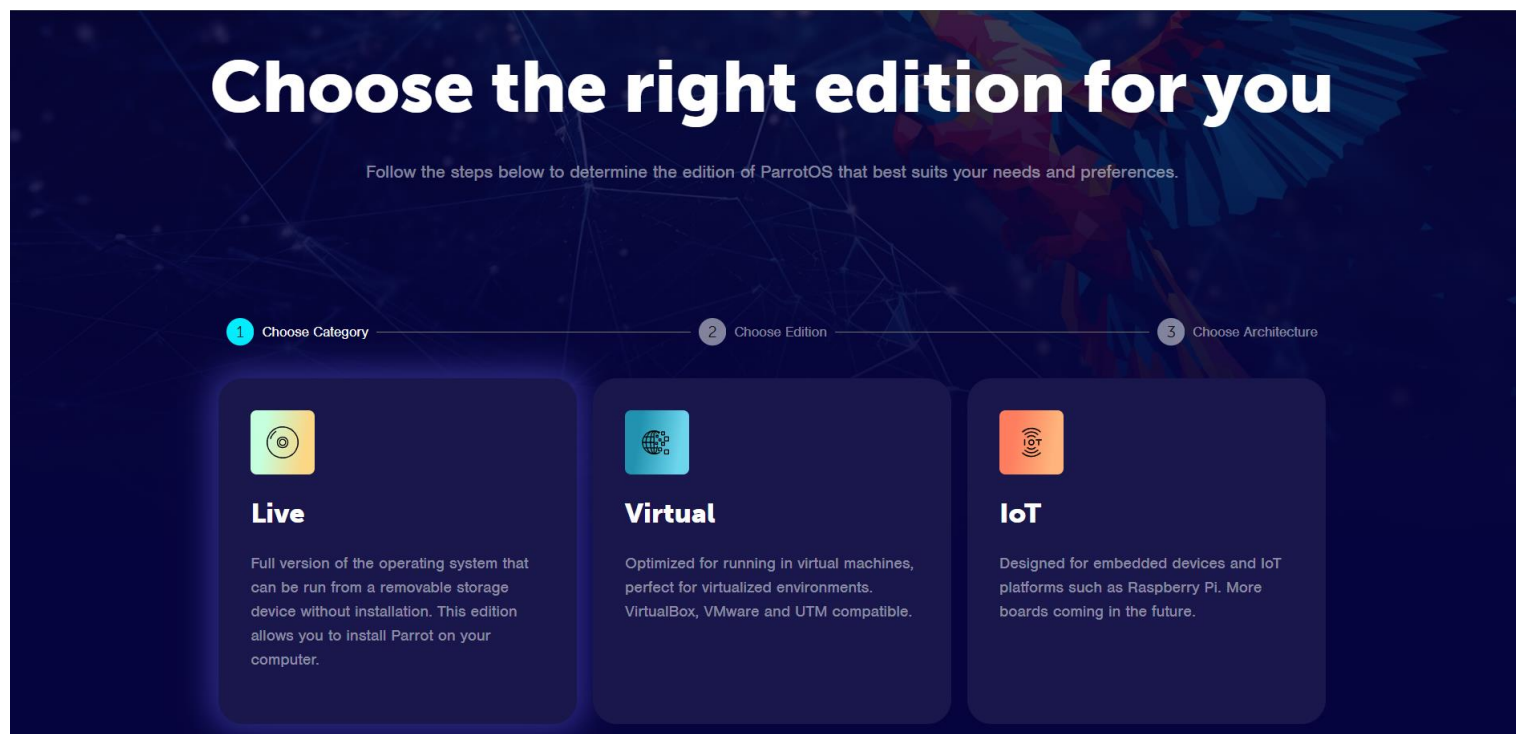 Choose the right edition for you
Follow the steps below to determine the edition of ParrotOS that best suits your needs and preferences.
1 Choose Category
2 Choose Edition
3 Choose Architecture
Live
Full version of the operating system that
can be run from a removable storage
device without installation. This edition
allows you to install Parrot on your
computer.
Virtual
Optimized for running in virtual machines,
perfect for virtualized environments.
VirtualBox, VMware and UTM compatible.
IOT
IoT
Designed for embedded devices and IoT
platforms such as Raspberry Pi. More
boards coming in the future.